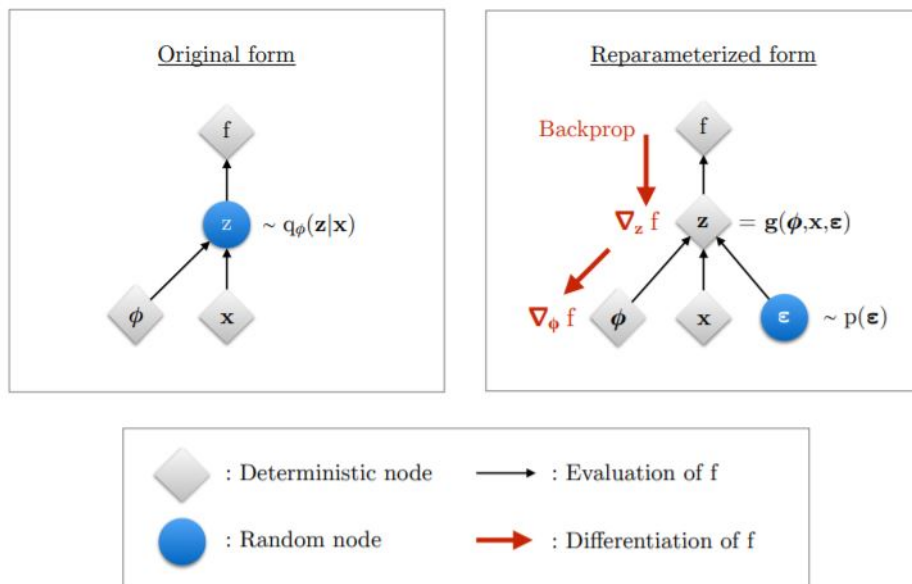 Original form
f
z ~ qϕ(z|x)
ϕ x
Reparameterized form
Backprop f
∇z f z = g(ϕ,x,ε)
∇ϕ f ϕ x ε ~ p(ε)
: Deterministic node : Evaluation of f
: Random node : Differentiation of f